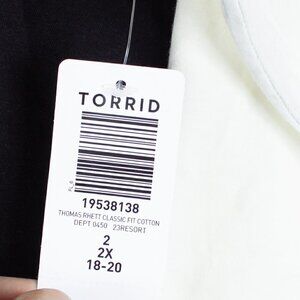 TORRID
19538138
THOMAS RHETT CLASSIC FIT COTTON
DEPT 0450 23RESORT
2
2X
18-20